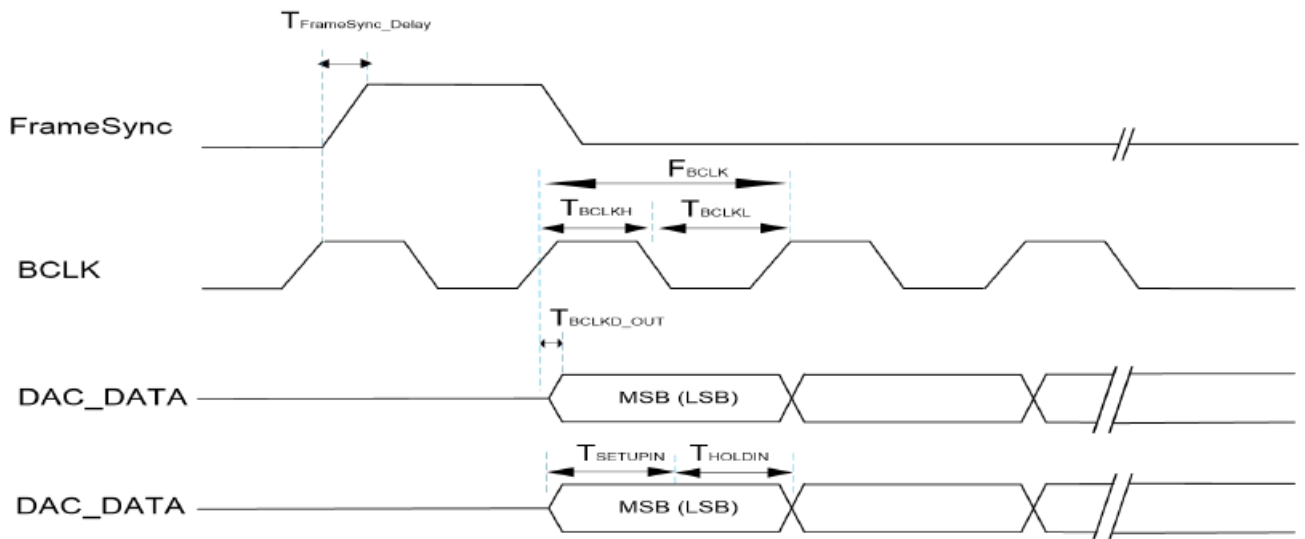 TFrameSync_Delay
FrameSync
FBCLK
TBCLKH TBCLKL
BCLK
TBCLKD_OUT
DAC_DATA MSB (LSB)
TSETUPIN THOLDIN
DAC_DATA MSB (LSB)